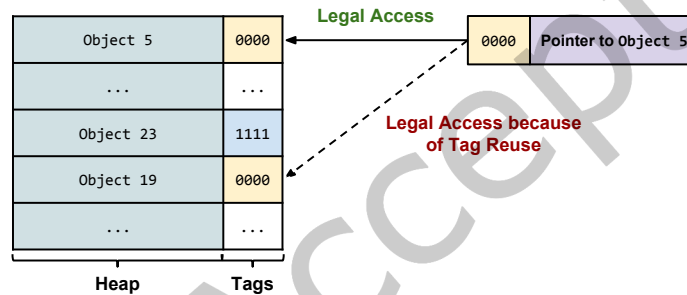 Legal Access
Object 5 0000 0000 Pointer to Object 5
... ...
Object 23 1111
Legal Access because
of Tag Reuse
Object 19 0000
... ...
Heap Tags
Accept